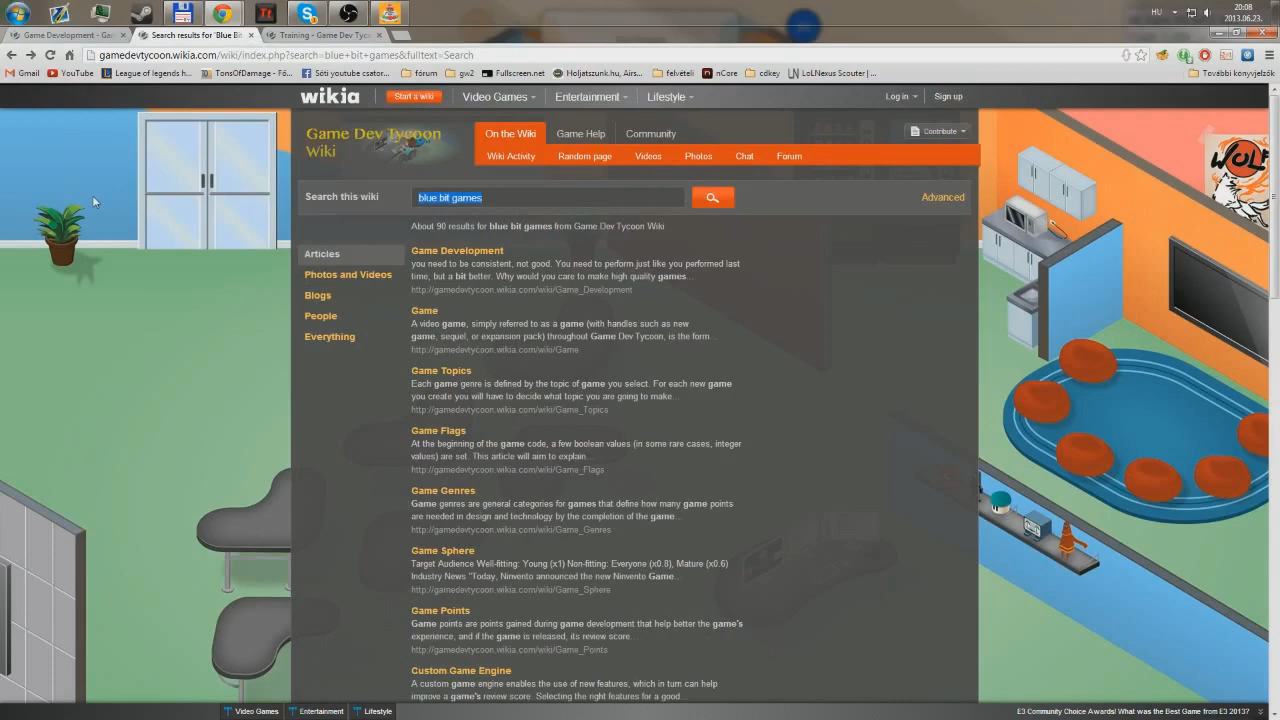 HU
20:08
2013.06.23.
Game Development - Gam
Search results for 'Blue Bit
Training - Game Dev Tyco
gamedevtycoon.wikia.com/wiki/index.php?search=blue+bit+games&fulltext=Search
Gmail
YouTube
League of legends h...
TonsOfDamage - Fő...
Sóti youtube csator...
fórum
gw2
Fullscreen.net
Holjatszunk.hu, Airs...
felvételi
nCore
cdkey
LoLNexus Scouter |...
További könyvjelzők
wikia
Start a wiki
Video Games
Entertainment
Lifestyle
Log in
Sign up
Game Dev Tycoon
Wiki
On the Wiki
Game Help
Community
Contribute
Wiki Activity
Random page
Videos
Photos
Chat
Forum
Search this wiki
blue bit games
Advanced
About 90 results for blue bit games from Game Dev Tycoon Wiki
Articles
Photos and Videos
Blogs
People
Everything
Game Development
you need to be consistent, not good. You need to perform just like you performed last
time, but a bit better. Why would you care to make high quality games...
http://gamedevtycoon.wikia.com/wiki/Game_Development
Game
A video game, simply referred to as a game (with handles such as new
game, sequel, or expansion pack) throughout Game Dev Tycoon, is the form...
http://gamedevtycoon.wikia.com/wiki/Game
Game Topics
Each game genre is defined by the topic of game you select. For each new game
you create you will have to decide what topic you are going to make...
http://gamedevtycoon.wikia.com/wiki/Game_Topics
Game Flags
At the beginning of the game code, a few boolean values (in some rare cases, integer
values) are set. This article will aim to explain...
http://gamedevtycoon.wikia.com/wiki/Game_Flags
Game Genres
Game genres are general categories for games that define how many game points
are needed in design and technology by the completion of the game...
http://gamedevtycoon.wikia.com/wiki/Game_Genres
Game Sphere
Target Audience Well-fitting: Young (x1) Non-fitting: Everyone (x0.8), Mature (x0.6)
Industry News "Today, Ninvento announced the new Ninvento Game...
http://gamedevtycoon.wikia.com/wiki/Game_Sphere
Game Points
Game points are points gained during game development that help better the game's
experience, and if the game is released, its review score...
http://gamedevtycoon.wikia.com/wiki/Game_Points
Custom Game Engine
A custom game engine enables the use of new features, which in turn can help
improve a game's review score. Selecting the right features for a good...
WOLF
Video Games
Entertainment
Lifestyle
E3 Community Choice Awards! What was the Best Game from E3 2013?